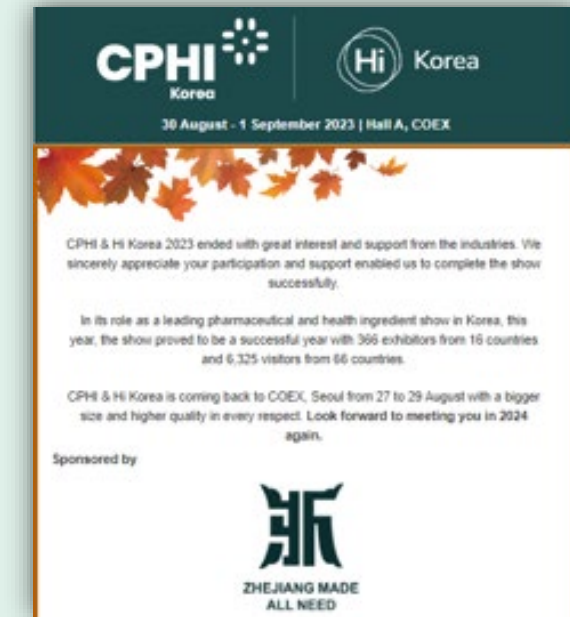 CPHI
Korea
Hi Korea
30 August - 1 September 2023 | Hall A, COEX
CPHI & Hi Korea 2023 ended with great interest and support from the industries. We
sincerely appreciate your participation and support enabled us to complete the show
successfully.
In its role as a leading pharmaceutical and health ingredient show in Korea, this
year, the show proved to be a successful year with 366 exhibitors from 16 countries
and 6,325 visitors from 66 countries.
CPHI & Hi Korea is coming back to COEX, Seoul from 27 to 29 August with a bigger
size and higher quality in every respect. Look forward to meeting you in 2024
again.
Sponsored by
浙
ZHEJIANG MADE
ALL NEED